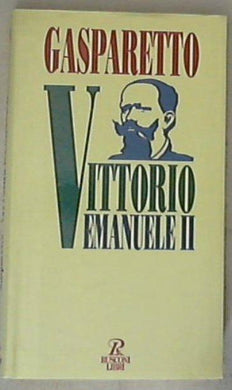 GASPARETTO
VITTORIO
EMANUELE II
R
RUSCONI
LIBRI